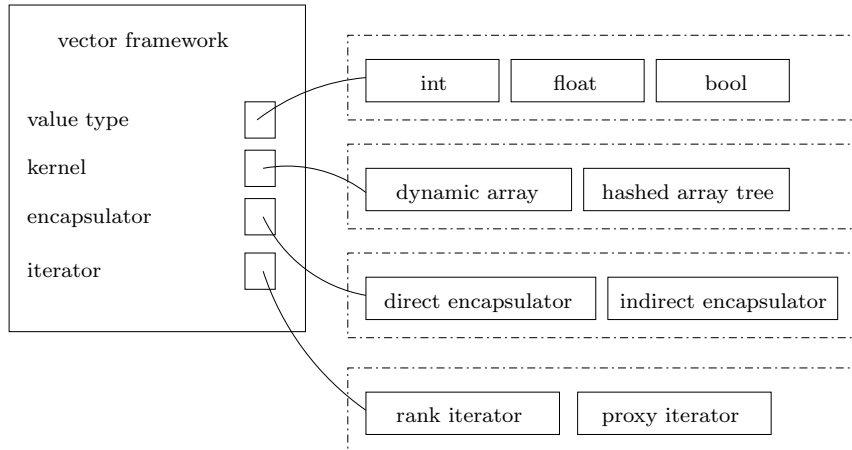 vector framework
value type
kernel
encapsulator
iterator
int float bool
dynamic array hashed array tree
direct encapsulator indirect encapsulator
rank iterator proxy iterator